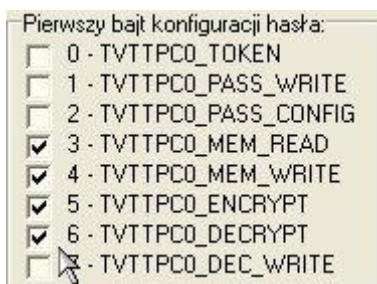 Pierwszy bajt konfiguracji hasła:
0 - TVTTPC0_TOKEN
1 - TVTTPC0_PASS_WRITE
2 - TVTTPC0_PASS_CONFIG
3 - TVTTPC0_MEM_READ
4 - TVTTPC0_MEM_WRITE
5 - TVTTPC0_ENCRYPT
6 - TVTTPC0_DECRYPT
- TVTTPC0_DEC_WRITE